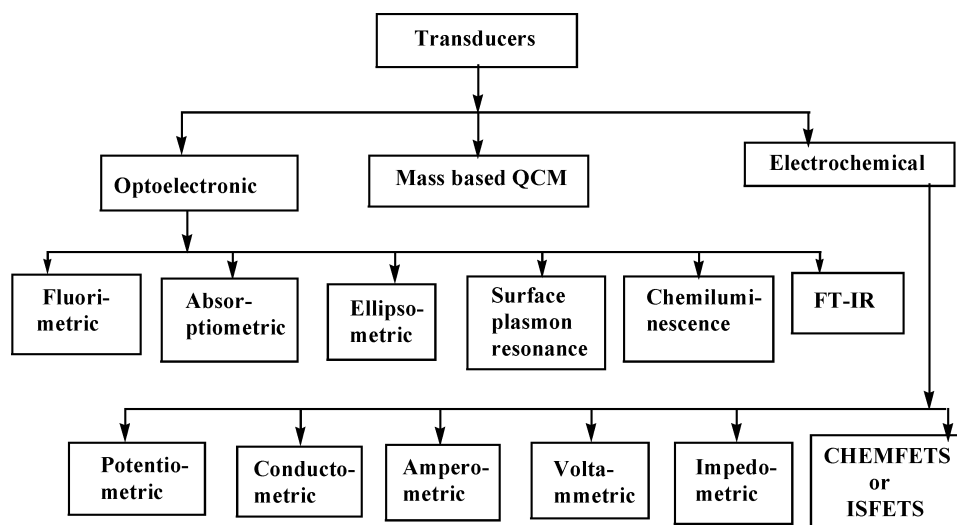 Transducers
Optoelectronic
Mass based QCM
Electrochemical
Fluori-
metric
Absor-
ptiometric
Ellipso-
metric
Surface
plasmon
resonance
Chemilumi-
nescence
FT-IR
Potentio-
metric
Conducto-
metric
Ampero-
metric
Volta-
mmetric
Impedo-
metric
CHEMFETS
or
ISFETS